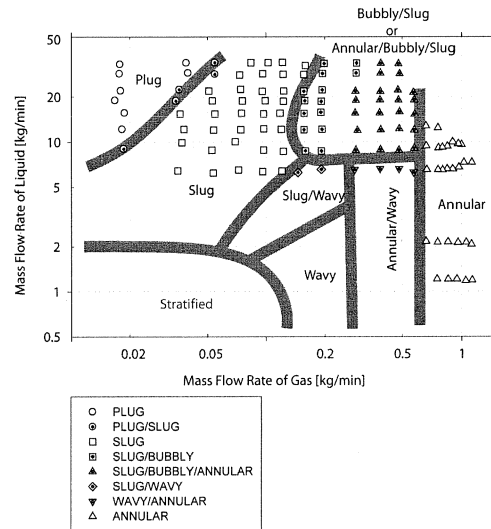 Bubbly/Slug
or
Annular/Bubbly/Slug
Mass Flow Rate of Liquid [kg/min]
50
20
10
5
2
1
0.5
Plug
Slug
Slug/Wavy
Annular/Wavy
Annular
Wavy
Stratified
0.02
0.05
0.2
0.5
1
Mass Flow Rate of Gas [kg/min]
PLUG
PLUG/SLUG
SLUG
SLUG/BUBBLY
SLUG/BUBBLY/ANNULAR
SLUG/WAVY
WAVY/ANNULAR
ANNULAR